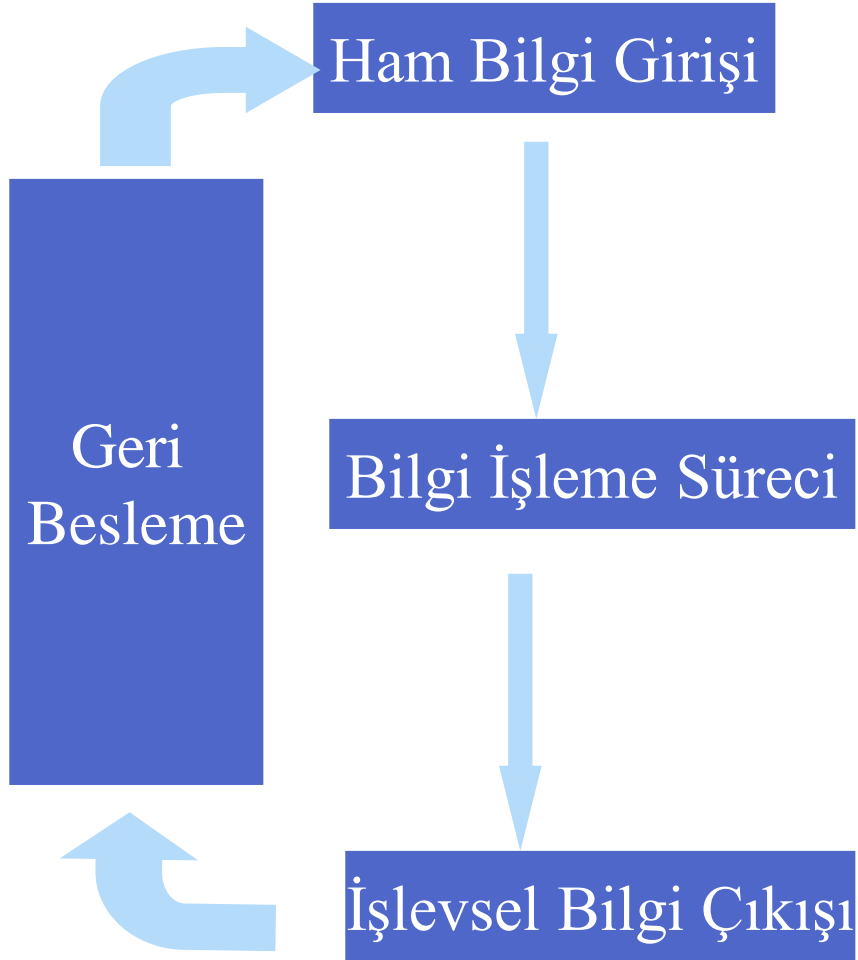 Ham Bilgi Girişi
Geri
Besleme
Bilgi İşleme Süreci
İşlevsel Bilgi Çıkışı